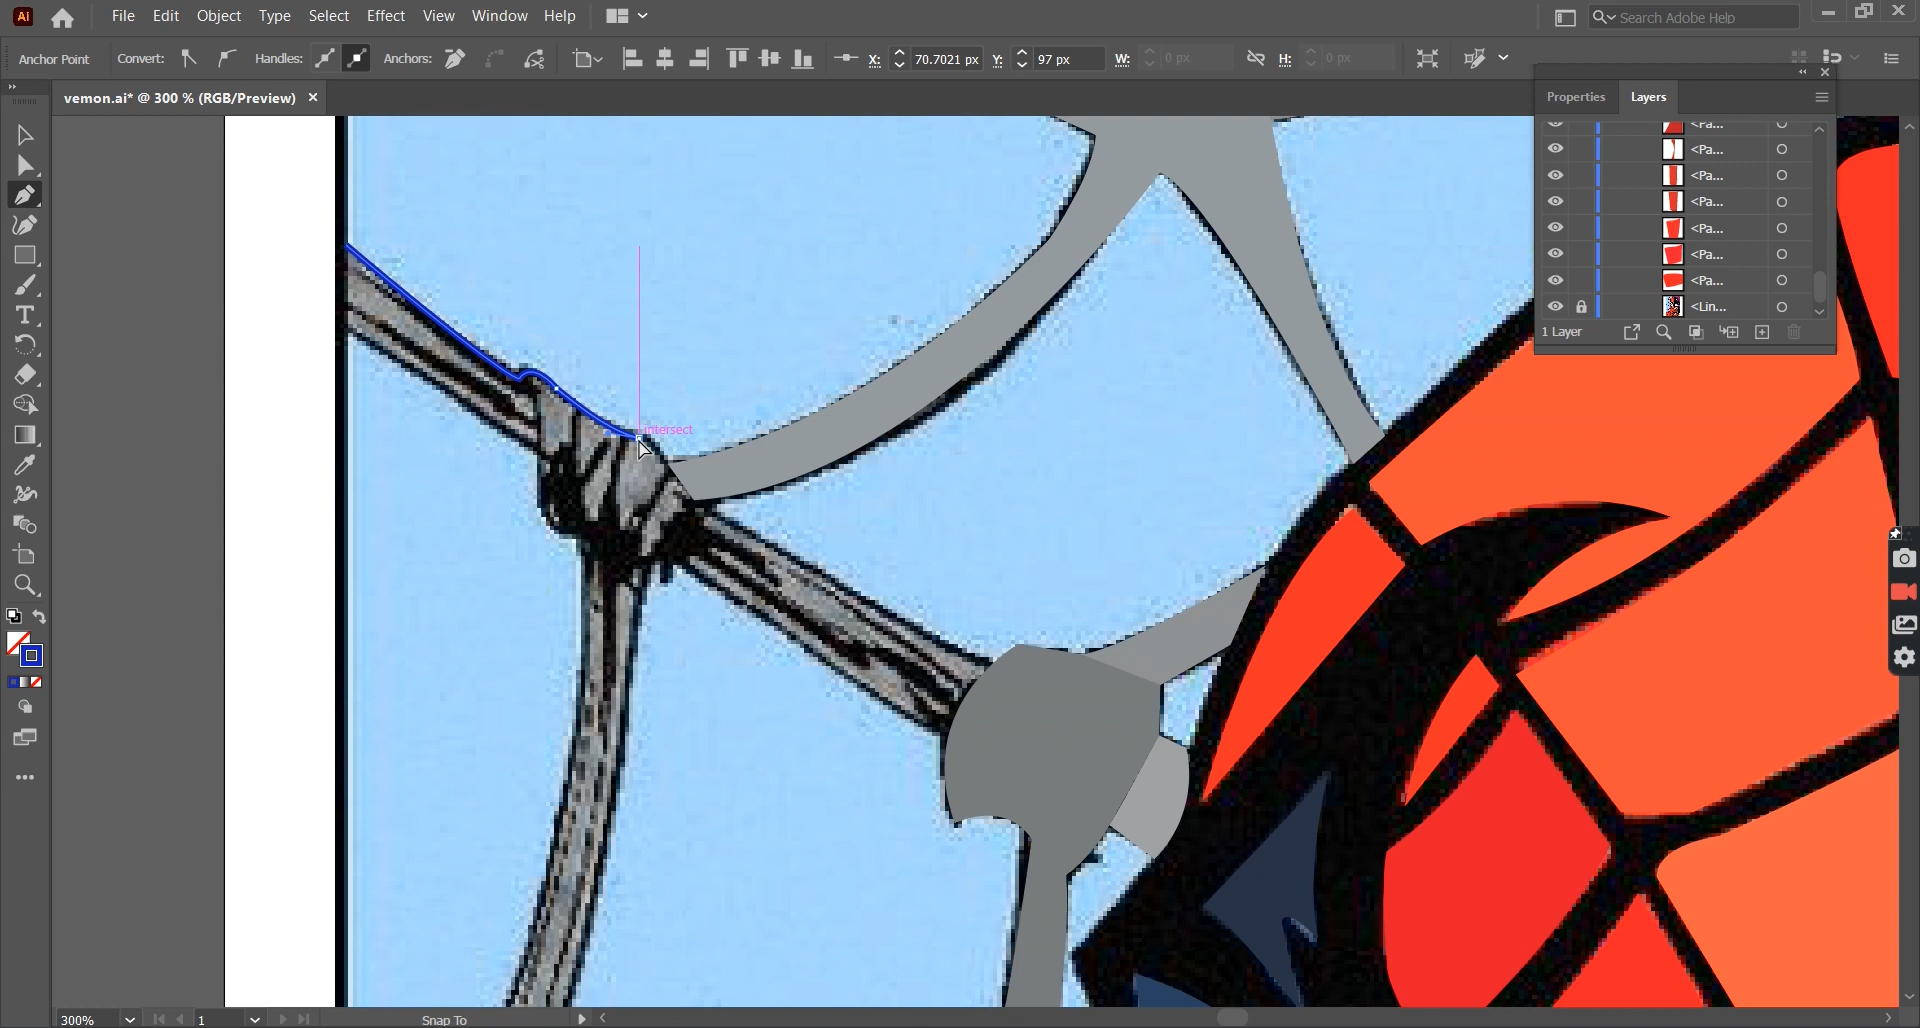 Ai File Edit Object Type Select Effect View Window Help Search Adobe Help
Anchor Point Convert: Handles: Anchors: X: 70.7021 px Y: 97 px W: 0 px H: 0 px
vemon.ai* @ 300 % (RGB/Preview)
Properties Layers
<Pa...
<Pa...
<Pa...
<Pa...
<Pa...
<Pa...
<Pa...
<Lin...
1 Layer
intersect
300% 1 Snap To